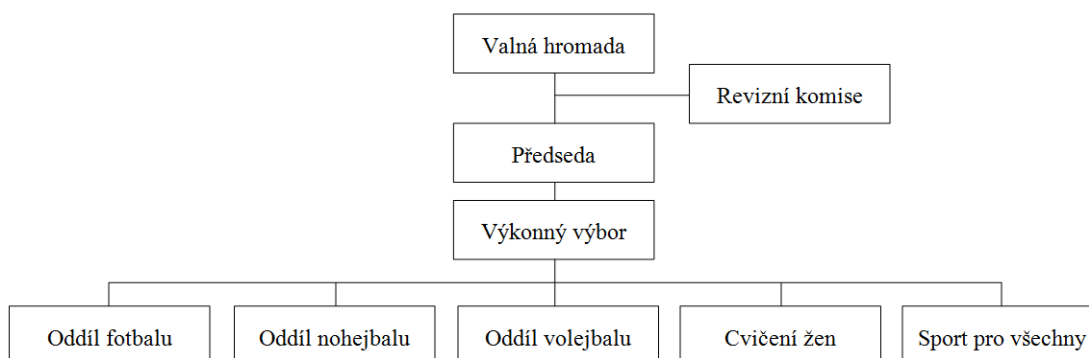 Valná hromada
Revizní komise
Předseda
Výkonný výbor
Oddíl fotbalu
Oddíl nohejbalu
Oddíl volejbalu
Cvičení žen
Sport pro všechny